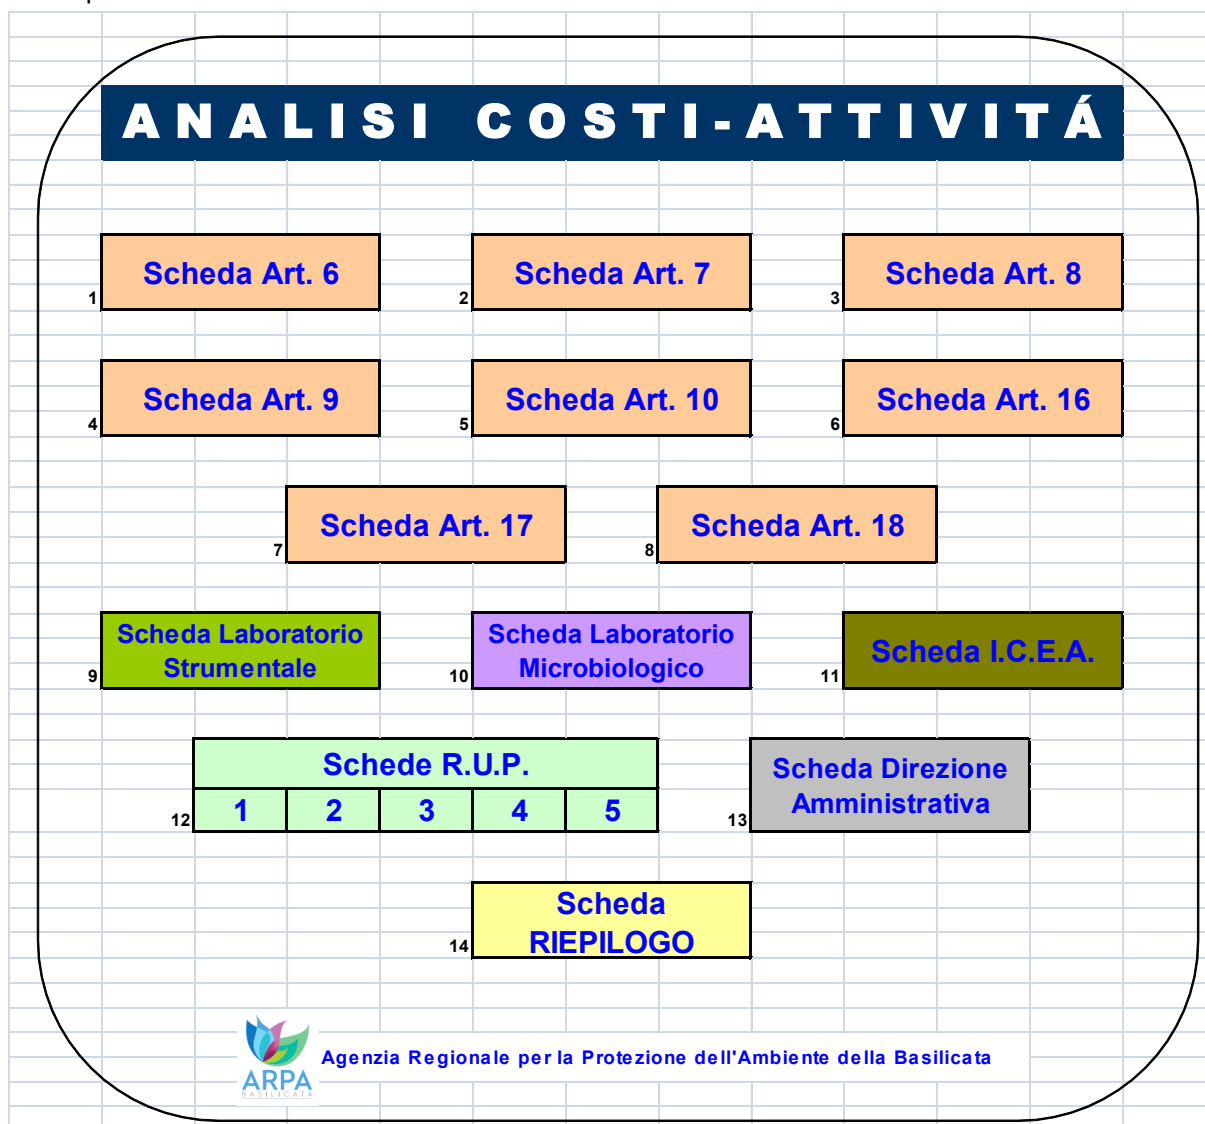 ANALISI COSTI-ATTIVITÁ
Scheda Art. 6
Scheda Art. 7
Scheda Art. 8
1
2
3
Scheda Art. 9
Scheda Art. 10
Scheda Art. 16
4
5
6
Scheda Art. 17
Scheda Art. 18
7
8
Scheda Laboratorio
Strumentale
9
Scheda Laboratorio
Microbiologico
10
Scheda I.C.E.A.
11
Schede R.U.P.
12
1 2 3 4 5
Scheda Direzione
Amministrativa
13
Scheda
RIEPILOGO
14
ARPA
BASILICATA
Agenzia Regionale per la Protezione dell'Ambiente della Basilicata